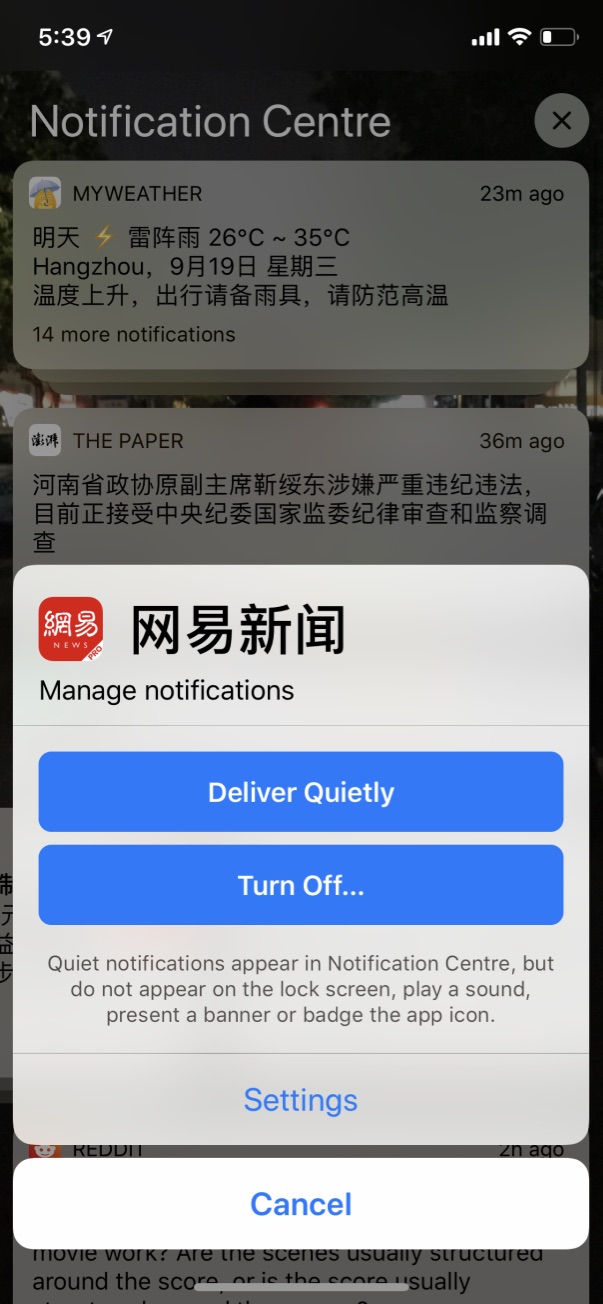 5:39
Notification Centre
MYWEATHER
23m ago
明天 ⚡ 雷阵雨 26°C ~ 35°C
Hangzhou，9月19日 星期三
温度上升，出行请备雨具，请防范高温
14 more notifications
澎湃
THE PAPER
36m ago
河南省政协原副主席靳绥东涉嫌严重违纪违法，
目前正接受中央纪委国家监委纪律审查和监察调
查
網易
NEWS
PRO
网易新闻
Manage notifications
Deliver Quietly
Turn Off...
Quiet notifications appear in Notification Centre, but
do not appear on the lock screen, play a sound,
present a banner or badge the app icon.
益
步
Settings
REDDIT
2h ago
Cancel
movie work? Are the scenes usually structured
around the score, or is the score usually